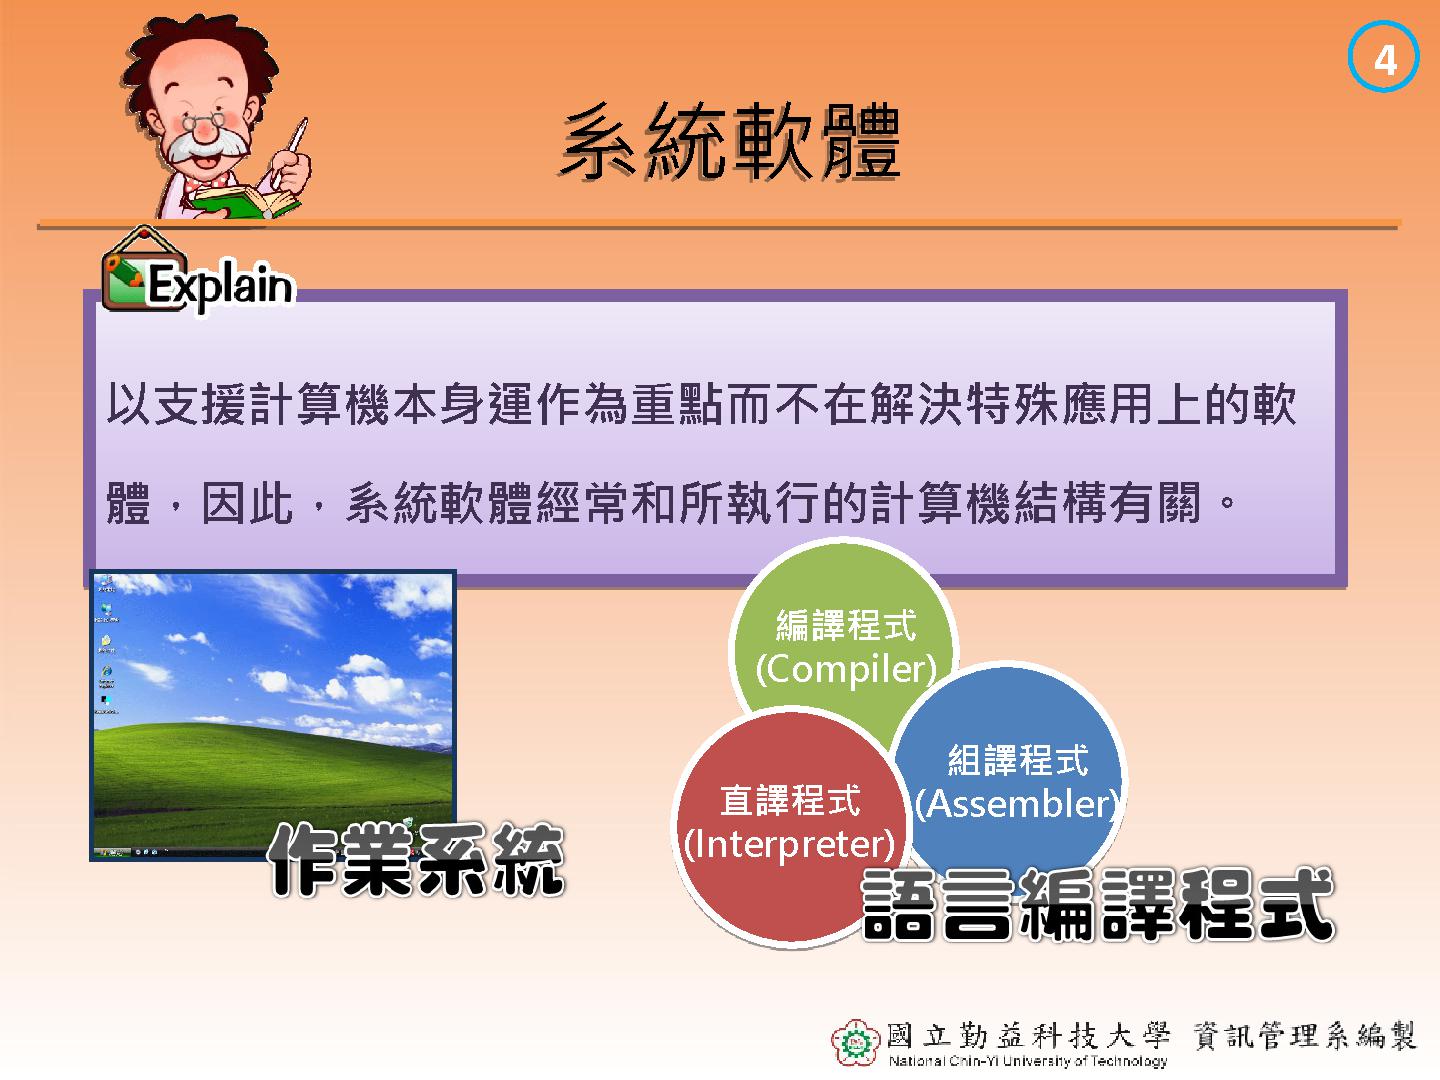 4
系統軟體
Explain
以支援計算機本身運作為重點而不在解決特殊應用上的軟
體，因此，系統軟體經常和所執行的計算機結構有關。
編譯程式
(Compiler)
組譯程式
(Assembler)
直譯程式
(Interpreter)
作業系統
語言編譯程式
國立勤益科技大學 資訊管理系編製
National Chin-Yi University of Technology